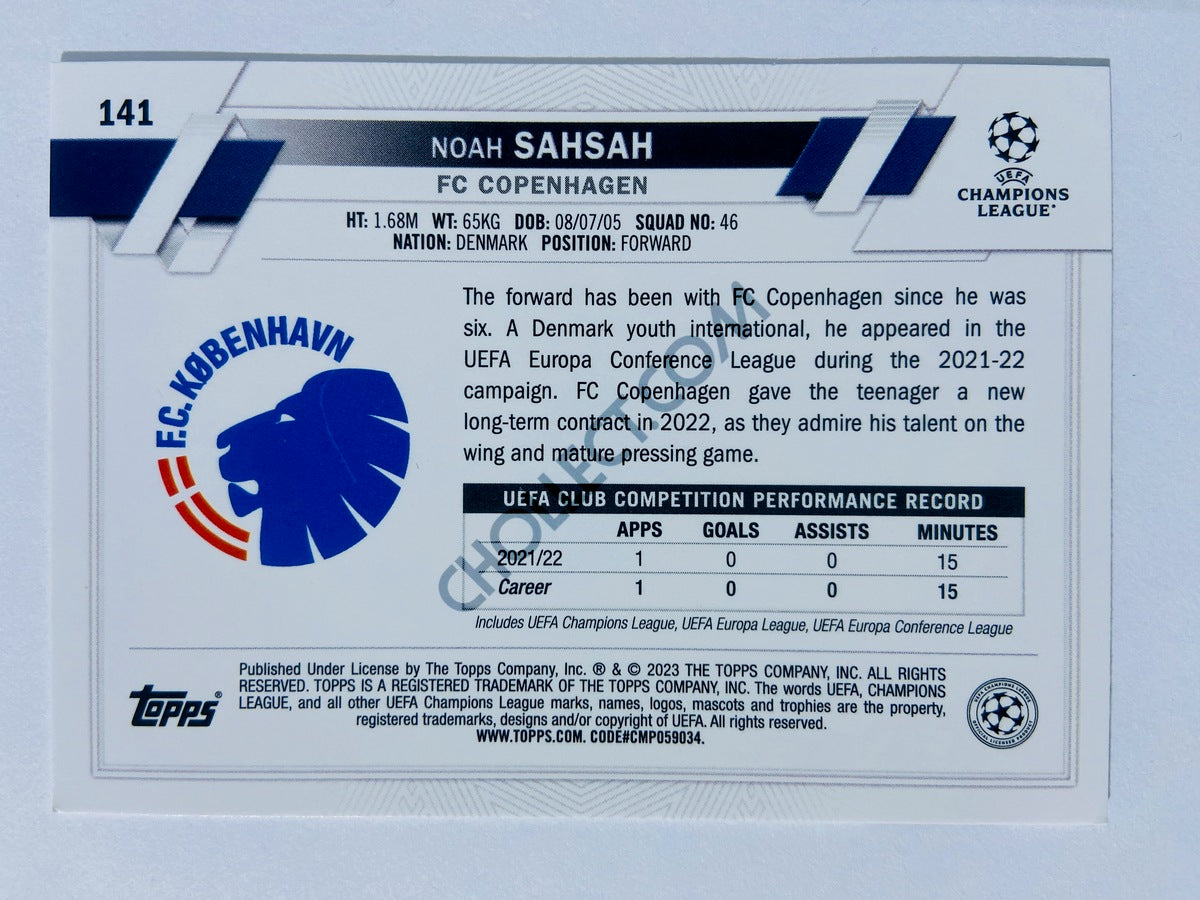 141
NOAH SAHSAH
FC COPENHAGEN
UEFA
CHAMPIONS
LEAGUE®
HT: 1.68M WT: 65KG DOB: 08/07/05 SQUAD NO: 46
NATION: DENMARK POSITION: FORWARD
F.C. KØBENHAVN
The forward has been with FC Copenhagen since he was
six. A Denmark youth international, he appeared in the
UEFA Europa Conference League during the 2021-22
campaign. FC Copenhagen gave the teenager a new
long-term contract in 2022, as they admire his talent on the
wing and mature pressing game.
CHOLLECT.COM
UEFA CLUB COMPETITION PERFORMANCE RECORD
APPS GOALS ASSISTS MINUTES
2021/22 1 0 0 15
Career 1 0 0 15
Includes UEFA Champions League, UEFA Europa League, UEFA Europa Conference League
Published Under License by The Topps Company, Inc. ® & © 2023 THE TOPPS COMPANY, INC. ALL RIGHTS
RESERVED. TOPPS IS A REGISTERED TRADEMARK OF THE TOPPS COMPANY, INC. The words UEFA, CHAMPIONS
LEAGUE, and all other UEFA Champions League marks, names, logos, mascots and trophies are the property,
registered trademarks, designs and/or copyright of UEFA. All rights reserved.
WWW.TOPPS.COM. CODE#CMP059034.
Topps®
UEFA CHAMPIONS LEAGUE
OFFICIAL LICENSED PRODUCT